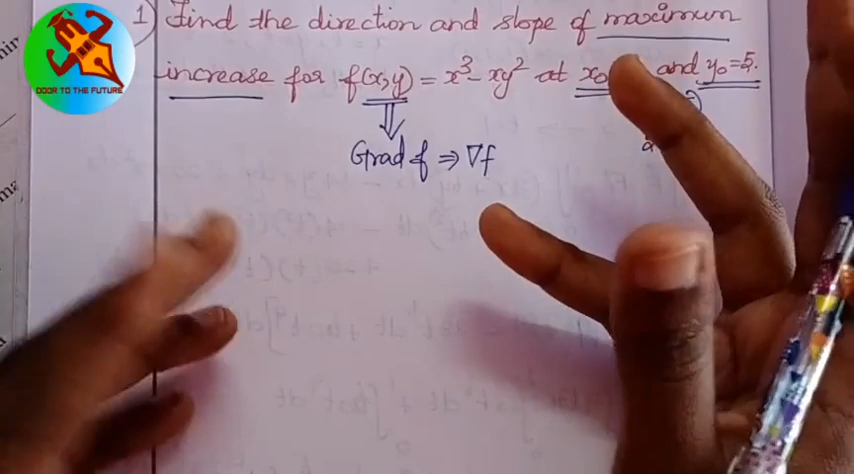 1) Find the direction and slope of maximum
increase for f(x,y) = x³ - xy² at x₀ and y₀=5.
Grad f ⇒ ∇f
DOOR TO THE FUTURE